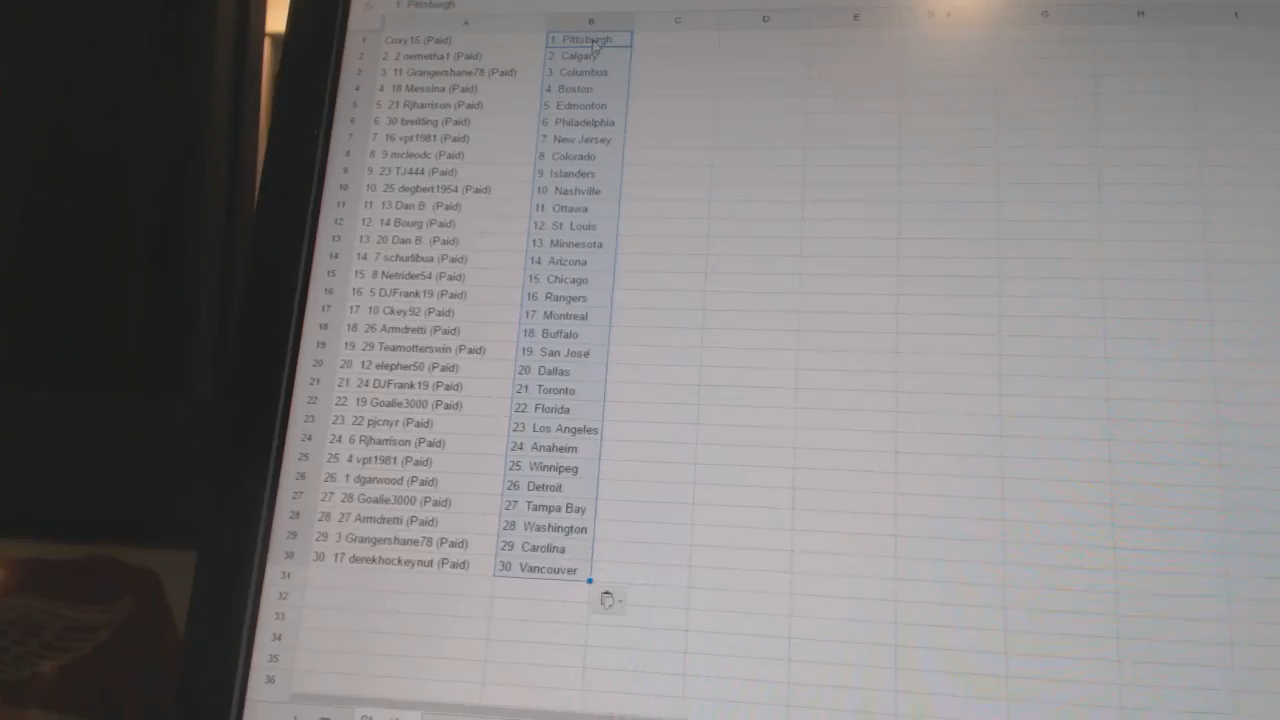 1 Pittsburgh
A B C D E F G H
1 Coxy15 (Paid) 1 Pittsburgh
2 2 2 nemetha1 (Paid) 2. Calgary
3 3 11 Grangershane78 (Paid) 3 Columbus
4 4 18 Messina (Paid) 4 Boston
5 5 21 Rjharrison (Paid) 5 Edmonton
6 6 30 breitling (Paid) 6 Philadelphia
7 7 16 vpt1981 (Paid) 7 New Jersey
8 8 9 mcleodc (Paid) 8 Colorado
9 9 23 TJ444 (Paid) 9 Islanders
10 10. 25 degbert1954 (Paid) 10 Nashville
11 11 13 Dan B. (Paid) 11 Ottawa
12 12. 14 Bourg (Paid) 12. St. Louis
13 13. 20 Dan B. (Paid) 13. Minnesota
14 14. 7 schurlibua (Paid) 14. Arizona
15 15. 8 Netrider54 (Paid) 15. Chicago
16 16. 5 DJFrank19 (Paid) 16. Rangers
17 17 10 Ckey92 (Paid) 17. Montreal
18 18. 26 Armdretti (Paid) 18. Buffalo
19 19. 29 Teamotterswin (Paid) 19. San José
20 20 12 elepher50 (Paid) 20 Dallas
21 21. 24 DJFrank19 (Paid) 21. Toronto
22 22. 19 Goalie3000 (Paid) 22. Florida
23 23. 22 pjcnyr (Paid) 23. Los Angeles
24 24. 6 Rjharrison (Paid) 24. Anaheim
25 25. 4 vpt1981 (Paid) 25. Winnipeg
26 26. 1 dgarwood (Paid) 26. Detroit
27 27 28 Goalie3000 (Paid) 27 Tampa Bay
28 28. 27 Armdretti (Paid) 28 Washington
29 29 3 Grangershane78 (Paid) 29 Carolina
30 30 17 derekhockeynut (Paid) 30 Vancouver
31
32
33
34
35
36